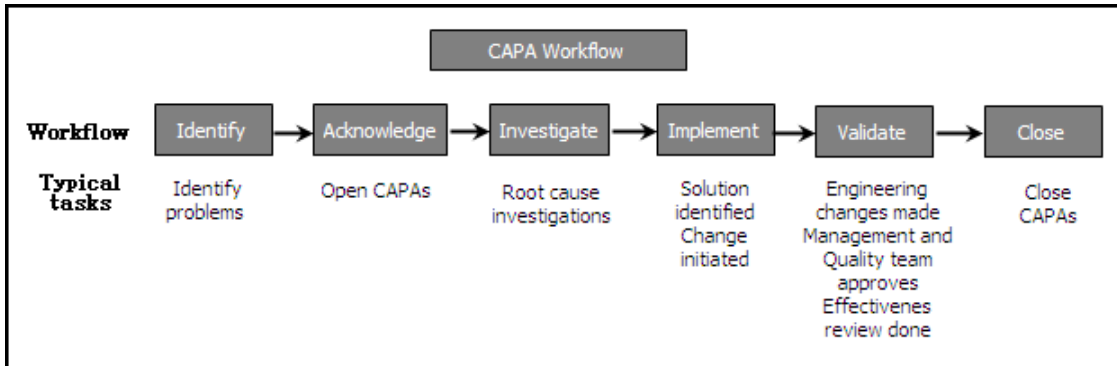 CAPA Workflow
Workflow
Identify
Acknowledge
Investigate
Implement
Validate
Close
Typical
tasks
Identify
problems
Open CAPAs
Root cause
investigations
Solution
identified
Change
initiated
Engineering
changes made
Management and
Quality team
approves
Effectivenes
review done
Close
CAPAs